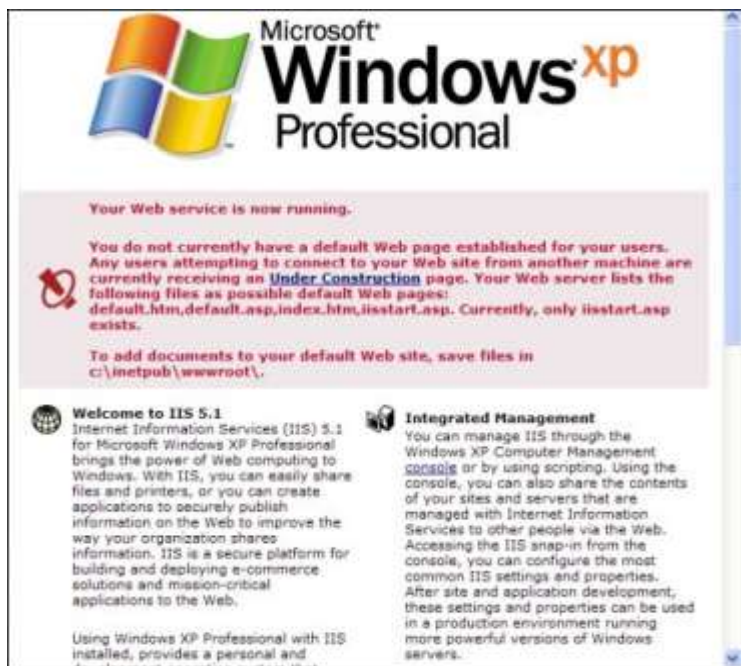 Microsoft
Windows xp
Professional
Your Web service is now running.
You do not currently have a default Web page established for your users.
Any users attempting to connect to your Web site from another machine are
currently receiving an Under Construction page. Your Web server lists the
following files as possible default Web pages:
default.htm,default.asp,index.htm,iisstart.asp. Currently, only iisstart.asp
exists.
To add documents to your default Web site, save files in
c:\inetpub\wwwroot\.
Welcome to IIS 5.1
Internet Information Services (IIS) 5.1
for Microsoft Windows XP Professional
brings the power of Web computing to
Windows. With IIS, you can easily share
files and printers, or you can create
applications to securely publish
information on the Web to improve the
way your organization shares
information. IIS is a secure platform for
building and deploying e-commerce
solutions and mission-critical
applications to the Web.
Using Windows XP Professional with IIS
installed, provides a personal and
Integrated Management
You can manage IIS through the
Windows XP Computer Management
console or by using scripting. Using the
console, you can also share the contents
of your sites and servers that are
managed with Internet Information
Services to other people via the Web.
Accessing the IIS snap-in from the
console, you can configure the most
common IIS settings and properties.
After site and application development,
these settings and properties can be used
in a production environment running
more powerful versions of Windows
servers.